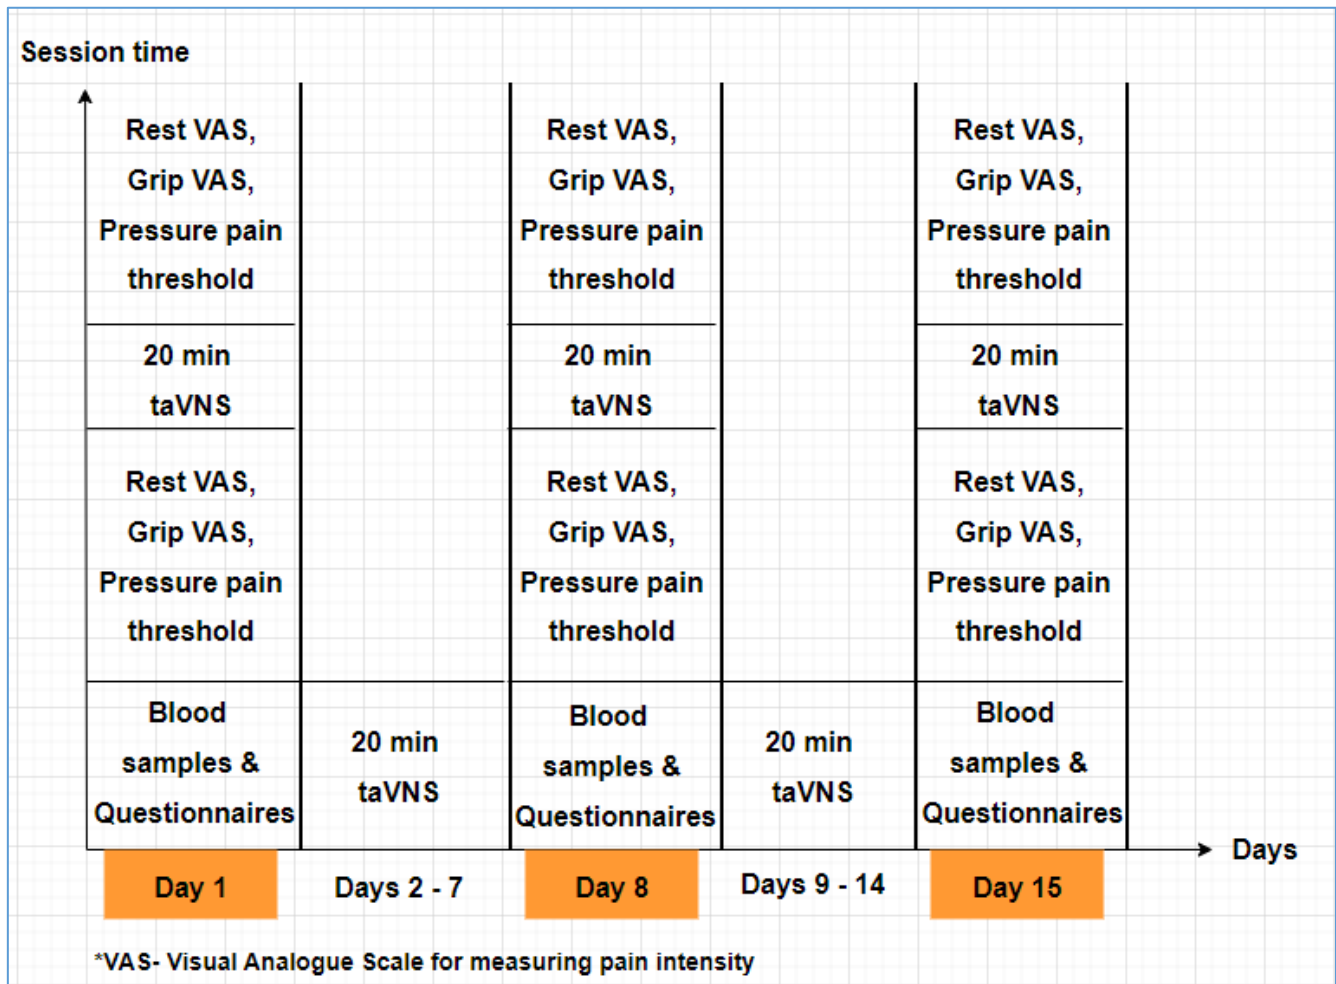 Session time
Rest VAS,
Grip VAS,
Pressure pain
threshold
20 min
taVNS
Rest VAS,
Grip VAS,
Pressure pain
threshold
Blood
samples &
Questionnaires
Day 1
20 min
taVNS
Days 2 - 7
Rest VAS,
Grip VAS,
Pressure pain
threshold
20 min
taVNS
Rest VAS,
Grip VAS,
Pressure pain
threshold
Blood
samples &
Questionnaires
Day 8
20 min
taVNS
Days 9 - 14
Rest VAS,
Grip VAS,
Pressure pain
threshold
20 min
taVNS
Rest VAS,
Grip VAS,
Pressure pain
threshold
Blood
samples &
Questionnaires
Day 15
Days
*VAS- Visual Analogue Scale for measuring pain intensity